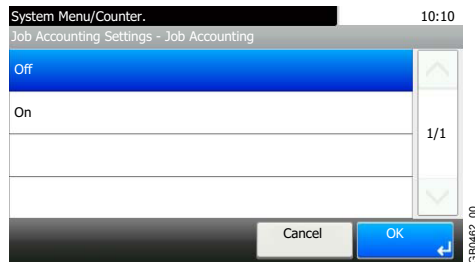 System Menu/Counter. 10:10
Job Accounting Settings - Job Accounting
Off
On
1/1
Cancel OK
GB0462_00